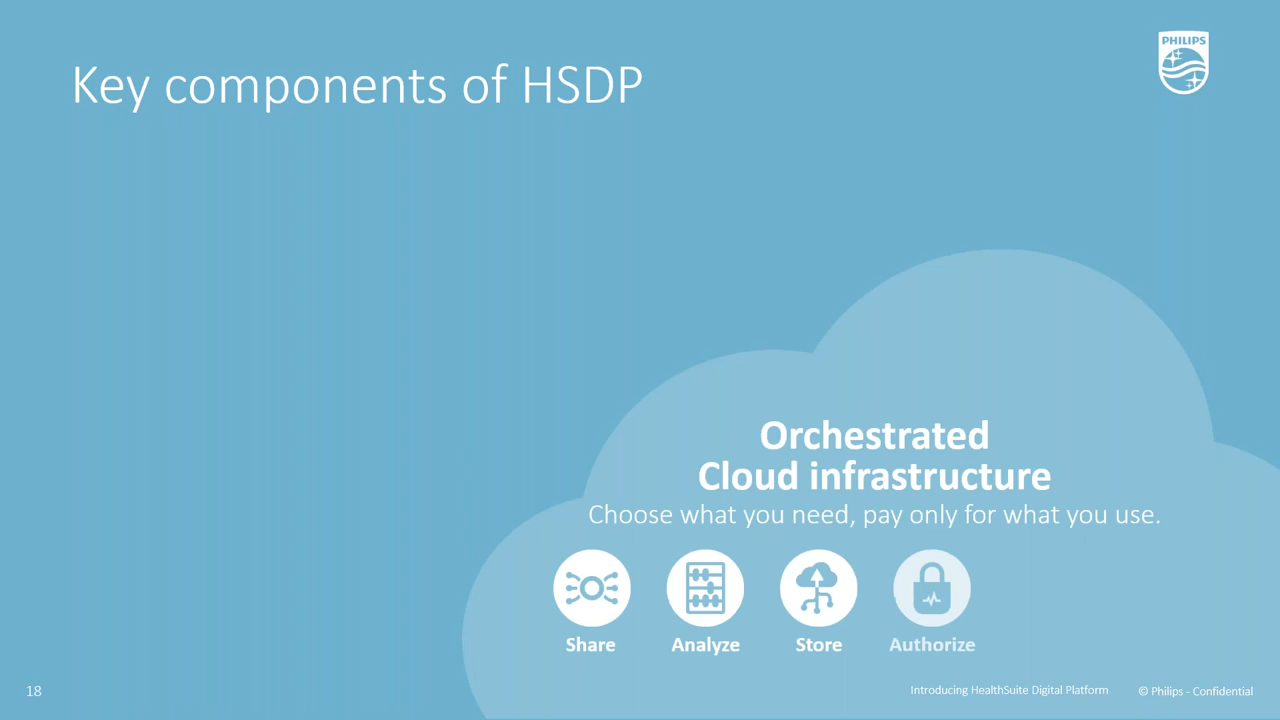 PHILIPS
Key components of HSDP
Orchestrated
Cloud infrastructure
Choose what you need, pay only for what you use.
Share Analyze Store Authorize
18 Introducing HealthSuite Digital Platform © Philips - Confidential